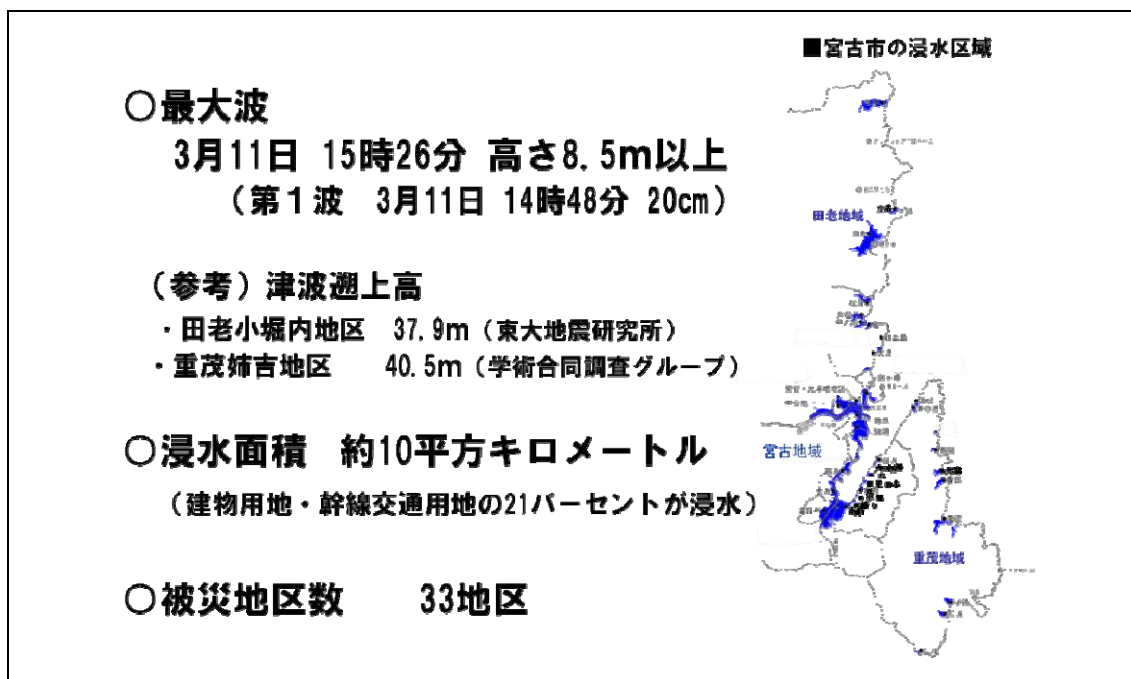 ■宮古市の浸水区域
○最大波
3月11日 15時26分 高さ8.5m以上
（第１波 3月11日 14時48分 20cm）
（参考）津波遡上高
・田老小堀内地区 37.9m（東大地震研究所）
・重茂姉吉地区 40.5m（学術合同調査グループ）
○浸水面積 約10平方キロメートル
（建物用地・幹線交通用地の21パーセントが浸水）
○被災地区数 33地区
田老地域
宮古地域
重茂地域